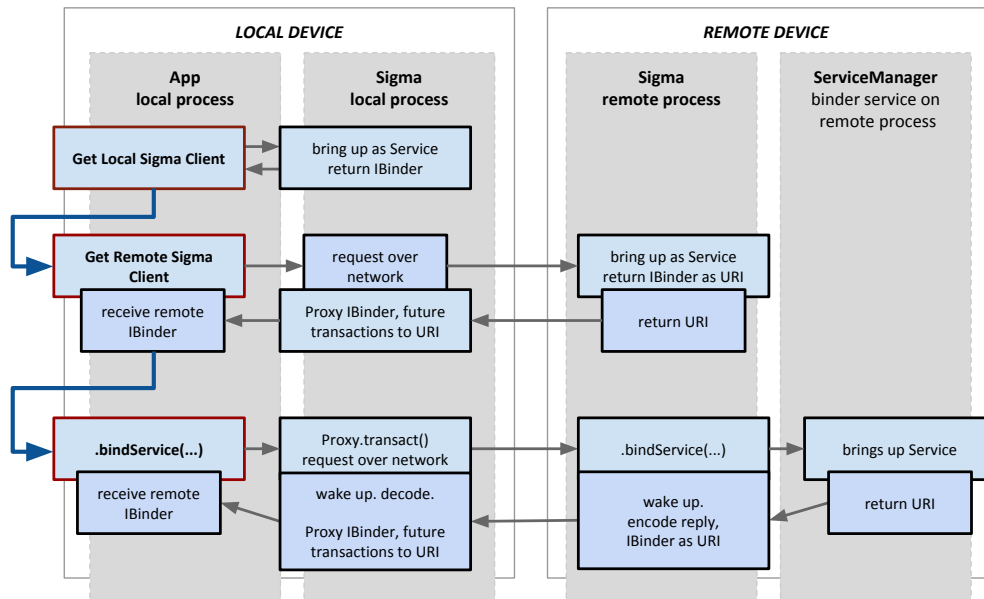 LOCAL DEVICE
REMOTE DEVICE
App
local process
Sigma
local process
Sigma
remote process
ServiceManager
binder service on
remote process
Get Local Sigma Client
bring up as Service
return IBinder
Get Remote Sigma
Client
request over
network
bring up as Service
return IBinder as URI
receive remote
IBinder
Proxy IBinder, future
transactions to URI
return URI
.bindService(...)
Proxy.transact()
request over network
.bindService(...)
brings up Service
receive remote
IBinder
wake up. decode.
Proxy IBinder, future
transactions to URI
wake up.
encode reply,
IBinder as URI
return URI